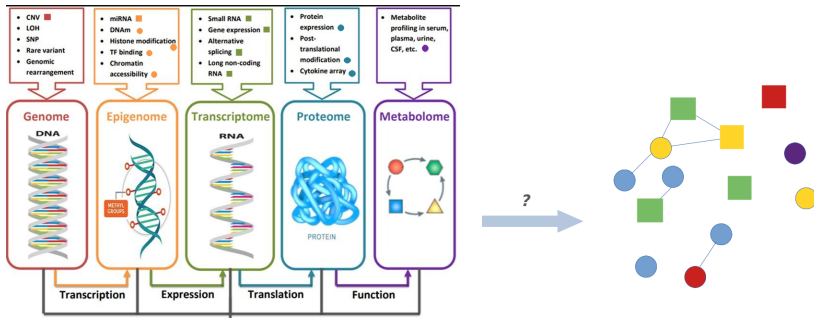 • CNV
• LOH
• SNP
• Rare variant
• Genomic
rearrangement
• miRNA
• DNAm
• Histone modification
• TF binding
• Chromatin
accessibility
• Small RNA
• Gene expression
• Alternative
splicing
• Long non-coding
RNA
• Protein
expression
• Post-
translational
modification
• Cytokine array
• Metabolite
profiling in serum,
plasma, urine,
CSF, etc.
Genome
Epigenome
Transcriptome
Proteome
Metabolome
DNA
METHYL
GROUPS
RNA
PROTEIN
Transcription
Expression
Translation
Function
?